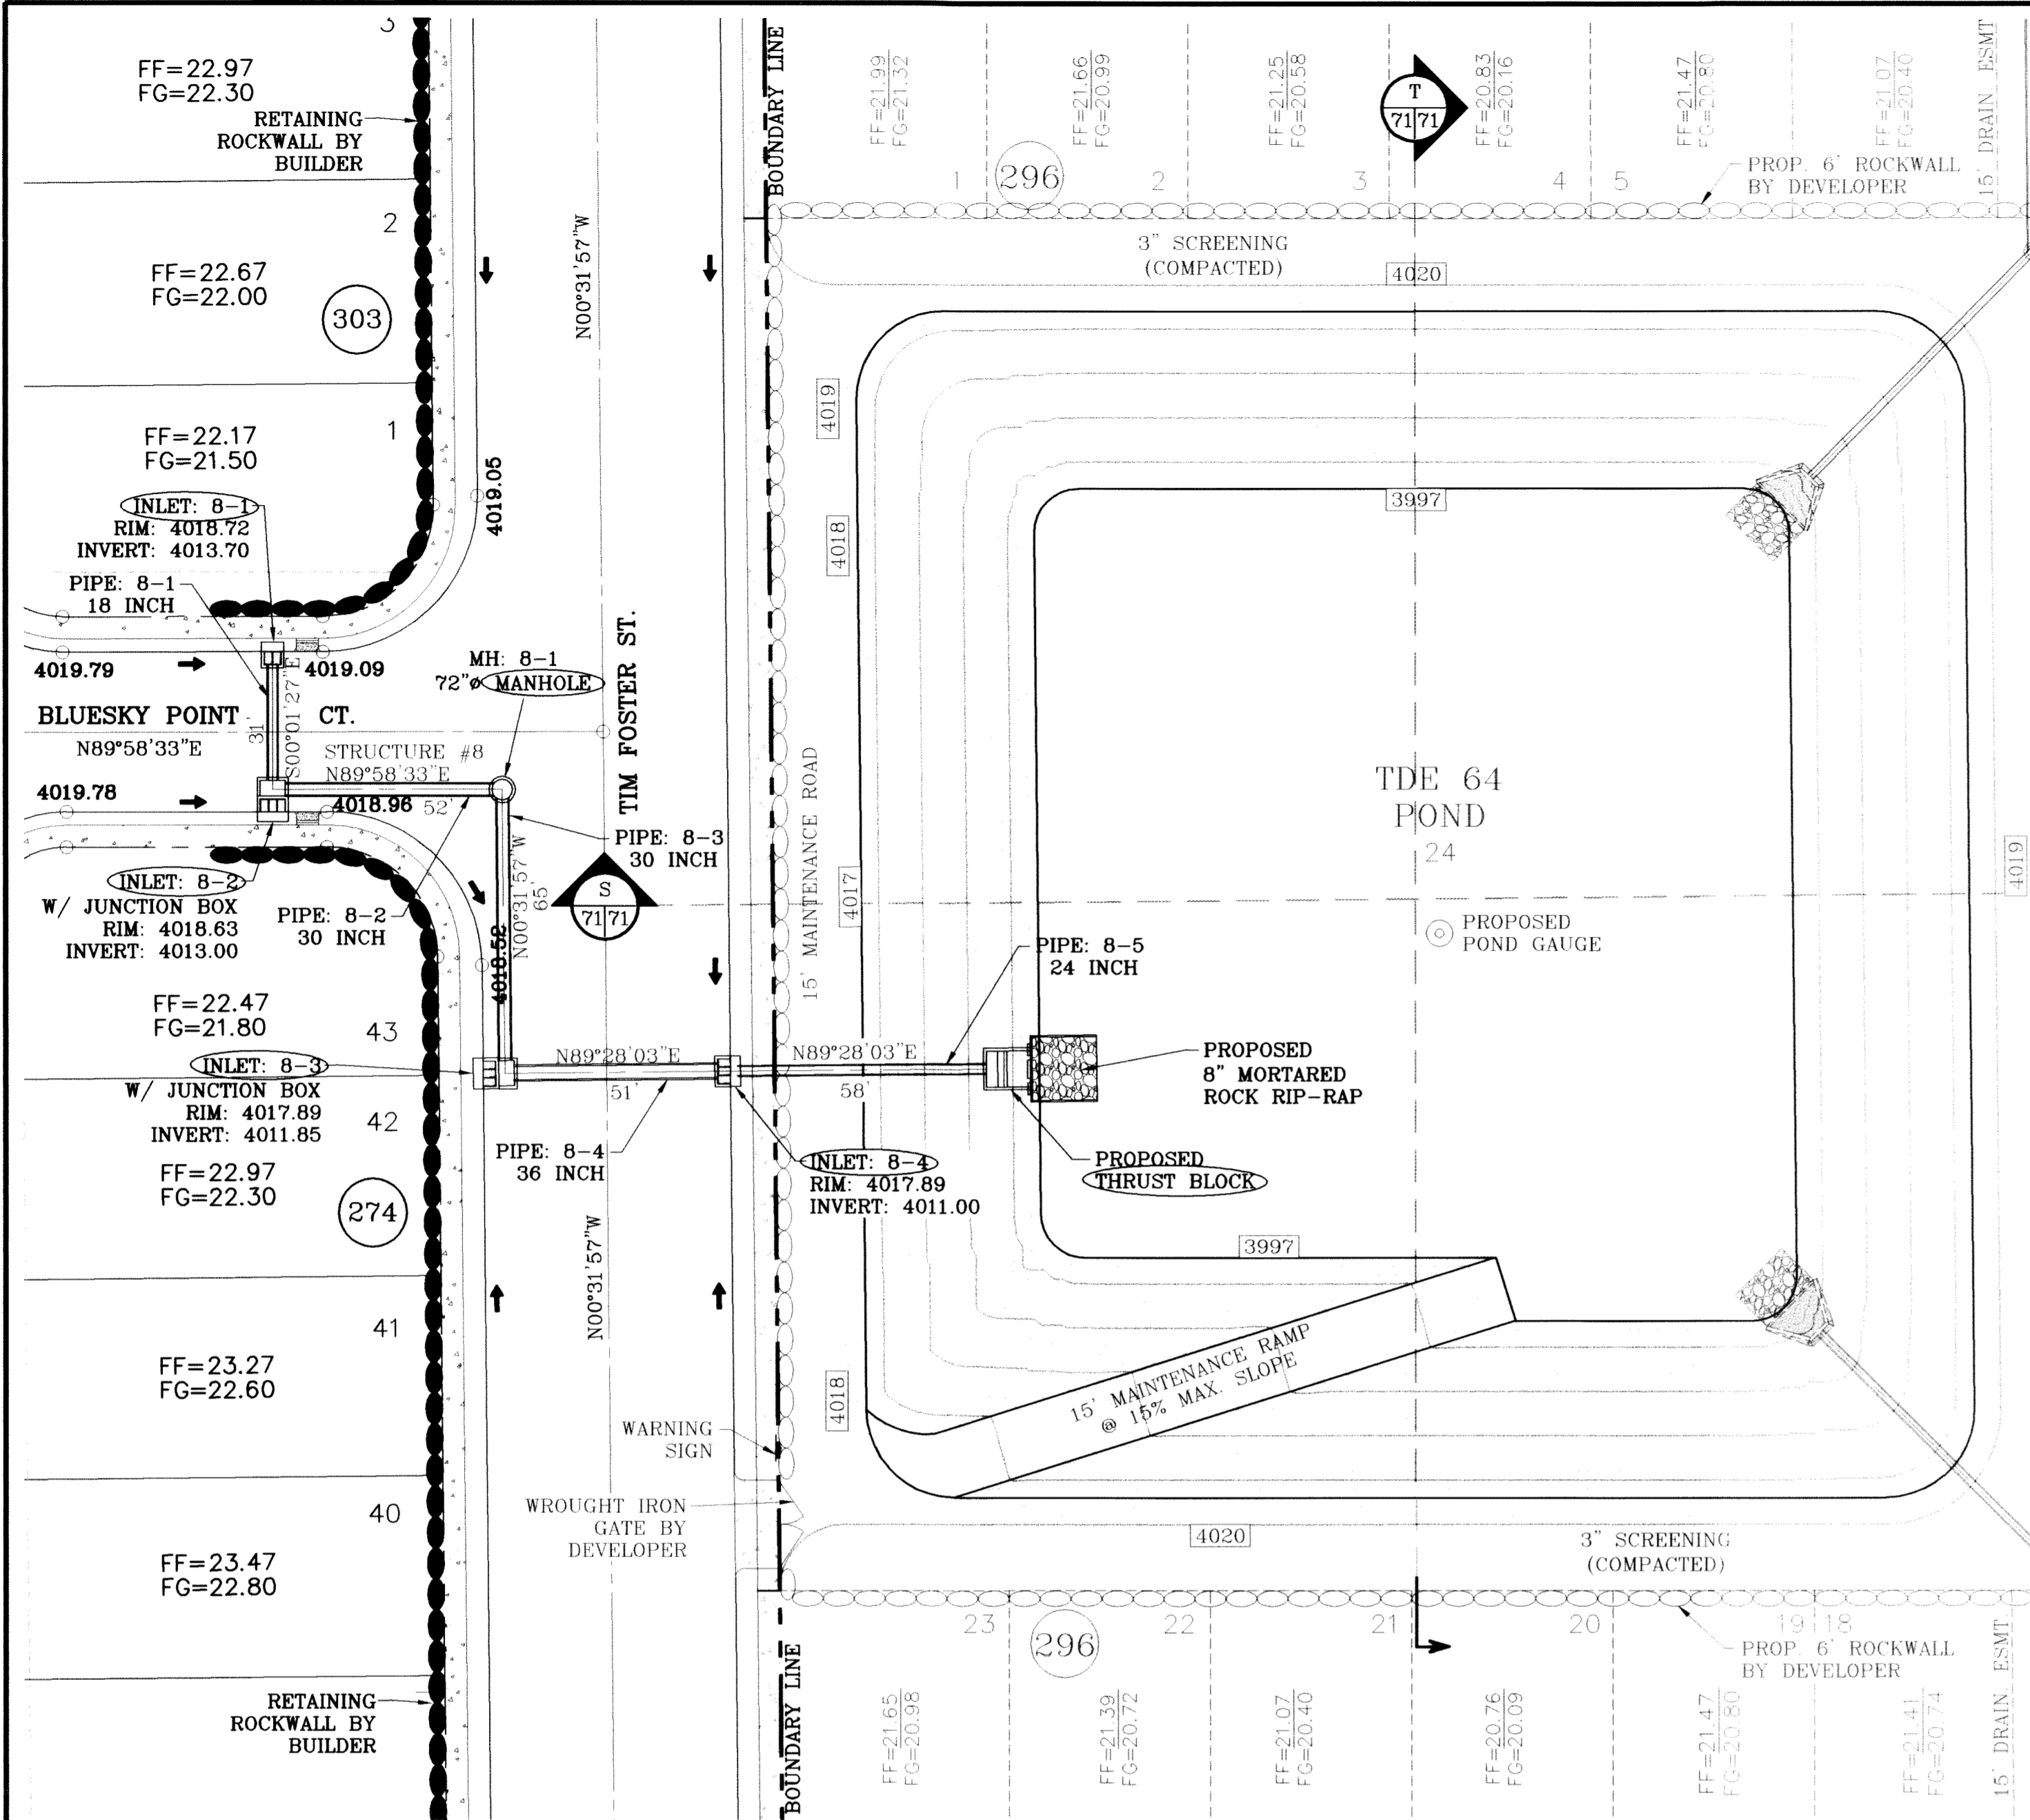 3
FF=22.97
FG=22.30
RETAINING
ROCKWALL BY
BUILDER
2
FF=22.67
FG=22.00
303
1
FF=22.17
FG=21.50
INLET: 8-1
RIM: 4018.72
INVERT: 4013.70
PIPE: 8-1
18 INCH
4019.05
4019.79
4019.09
BLUESKY POINT CT.
N89°58'33"E
31'
S00°01'27"E
STRUCTURE #8
N89°58'33"E
52'
4019.78
4018.96
MH: 8-1
72"ø MANHOLE
N00°31'57"W
TIM FOSTER ST.
PIPE: 8-3
30 INCH
N00°31'57"W
65'
4018.52
S
71 71
INLET: 8-2
W/ JUNCTION BOX
RIM: 4018.63
INVERT: 4013.00
PIPE: 8-2
30 INCH
FF=22.47
FG=21.80
43
INLET: 8-3
W/ JUNCTION BOX
RIM: 4017.89
INVERT: 4011.85
42
FF=22.97
FG=22.30
274
N89°28'03"E
51'
PIPE: 8-4
36 INCH
N89°28'03"E
58'
INLET: 8-4
RIM: 4017.89
INVERT: 4011.00
N00°31'57"W
41
FF=23.27
FG=22.60
40
FF=23.47
FG=22.80
WARNING
SIGN
WROUGHT IRON
GATE BY
DEVELOPER
RETAINING
ROCKWALL BY
BUILDER
BOUNDARY LINE
BOUNDARY LINE
15' MAINTENANCE ROAD
FF=21.99
FG=21.32
FF=21.66
FG=20.99
FF=21.25
FG=20.58
T
71 71
FF=20.83
FG=20.16
FF=21.47
FG=20.80
FF=21.07
FG=20.40
15' DRAIN ESMT
1
296
2
3
4
5
PROP. 6' ROCKWALL
BY DEVELOPER
3" SCREENING
(COMPACTED)
4020
4019
4018
4017
4018
3997
TDE 64
POND
24
4019
PROPOSED
POND GAUGE
PIPE: 8-5
24 INCH
PROPOSED
8" MORTARED
ROCK RIP-RAP
PROPOSED
THRUST BLOCK
3997
15' MAINTENANCE RAMP
@ 15% MAX. SLOPE
4020
3" SCREENING
(COMPACTED)
23
296
22
21
20
19
18
PROP. 6' ROCKWALL
BY DEVELOPER
FF=21.65
FG=20.98
FF=21.39
FG=20.72
FF=21.07
FG=20.40
FF=20.76
FG=20.09
FF=21.47
FG=20.80
FF=21.41
FG=20.74
15' DRAIN ESMT